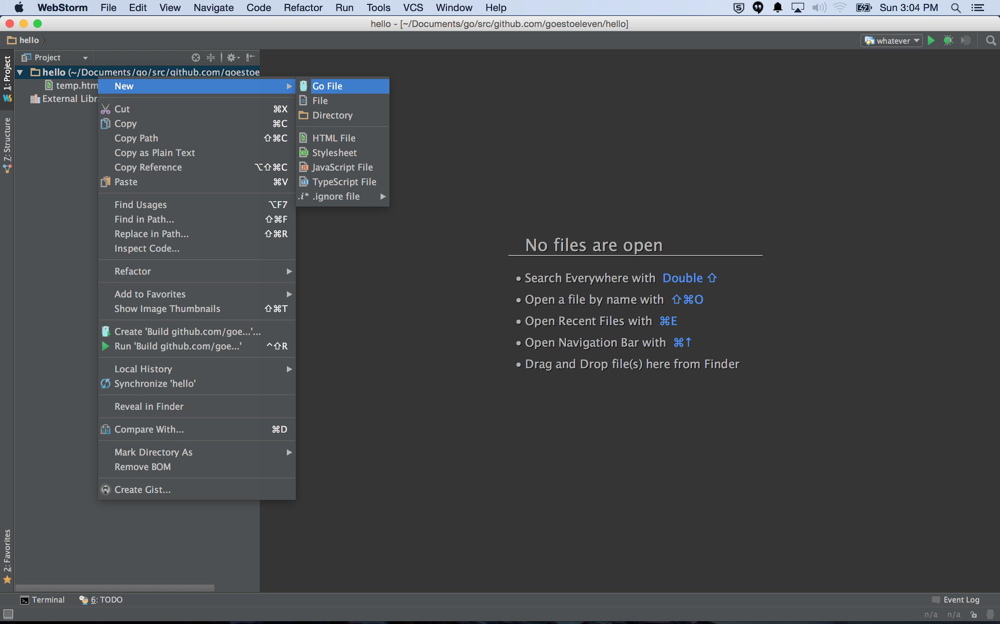 WebStorm File Edit View Navigate Code Refactor Run Tools VCS Window Help Sun 3:04 PM
hello - [~/Documents/go/src/github.com/goestoeleven/hello]
hello whatever
Project
1: Project
7: Structure
2: Favorites
hello (~/Documents/go/src/github.com/goestoe
temp.htm
External Libr
New
Cut ⌘X
Copy ⌘C
Copy Path ⇧⌘C
Copy as Plain Text
Copy Reference ⌥⇧⌘C
Paste ⌘V
Find Usages ⌥F7
Find in Path... ⇧⌘F
Replace in Path... ⇧⌘R
Inspect Code...
Refactor
Add to Favorites
Show Image Thumbnails ⇧⌘T
Create 'Build github.com/goe...'...
Run 'Build github.com/goe...' ^⇧R
Local History
Synchronize 'hello'
Reveal in Finder
Compare With... ⌘D
Mark Directory As
Remove BOM
Create Gist...
Go File
File
Directory
HTML File
Stylesheet
JavaScript File
TypeScript File
.i* .ignore file
No files are open
• Search Everywhere with Double ⇧
• Open a file by name with ⇧⌘O
• Open Recent Files with ⌘E
• Open Navigation Bar with ⌘↑
• Drag and Drop file(s) here from Finder
Terminal 6: TODO Event Log
n/a n/a